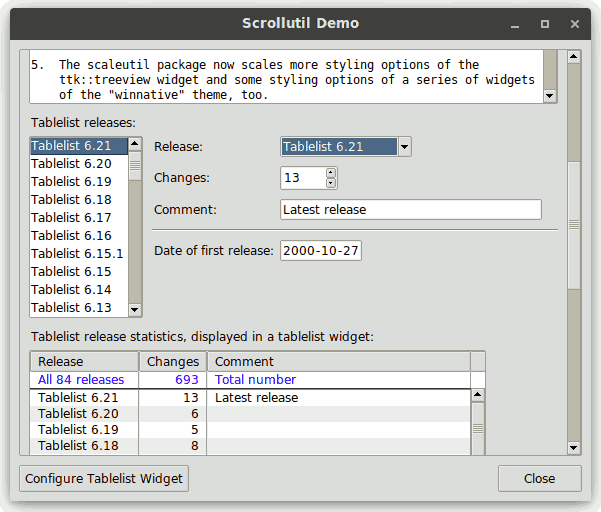 Scrollutil Demo
5. The scaleutil package now scales more styling options of the
ttk::treeview widget and some styling options of a series of widgets
of the "winnative" theme, too.
Tablelist releases:
Tablelist 6.21
Tablelist 6.20
Tablelist 6.19
Tablelist 6.18
Tablelist 6.17
Tablelist 6.16
Tablelist 6.15.1
Tablelist 6.15
Tablelist 6.14
Tablelist 6.13
Release: Tablelist 6.21
Changes: 13
Comment: Latest release
Date of first release: 2000-10-27
Tablelist release statistics, displayed in a tablelist widget:
Release Changes Comment
All 84 releases 693 Total number
Tablelist 6.21 13 Latest release
Tablelist 6.20 6
Tablelist 6.19 5
Tablelist 6.18 8
Configure Tablelist Widget Close